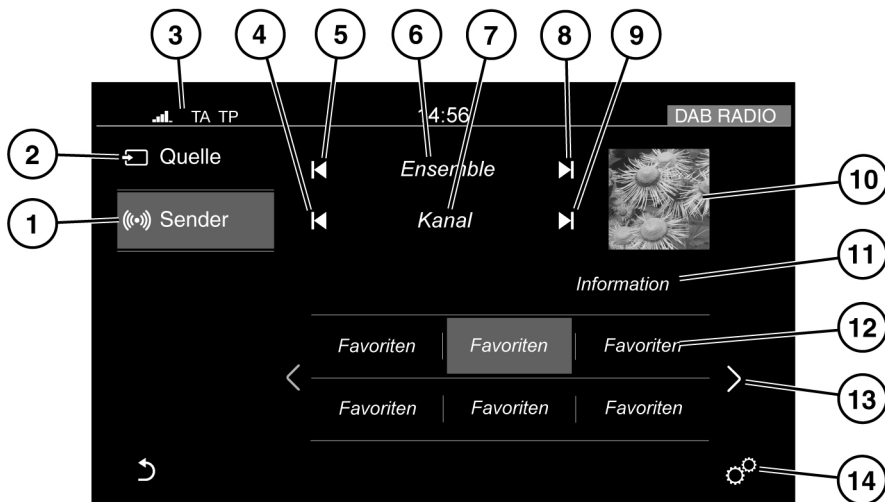 3 4 5 6 7 8 9
TA TP 14:56 DAB RADIO
2 Quelle Ensemble
10
1 Sender Kanal
11
Information
12
Favoriten Favoriten Favoriten
13
Favoriten Favoriten Favoriten
14